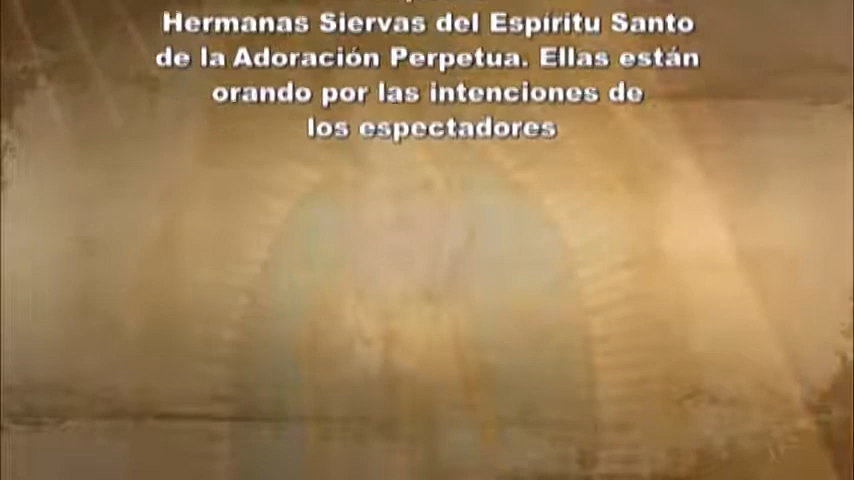 Hermanas Siervas del Espíritu Santo
de la Adoración Perpetua. Ellas están
orando por las intenciones de
los espectadores